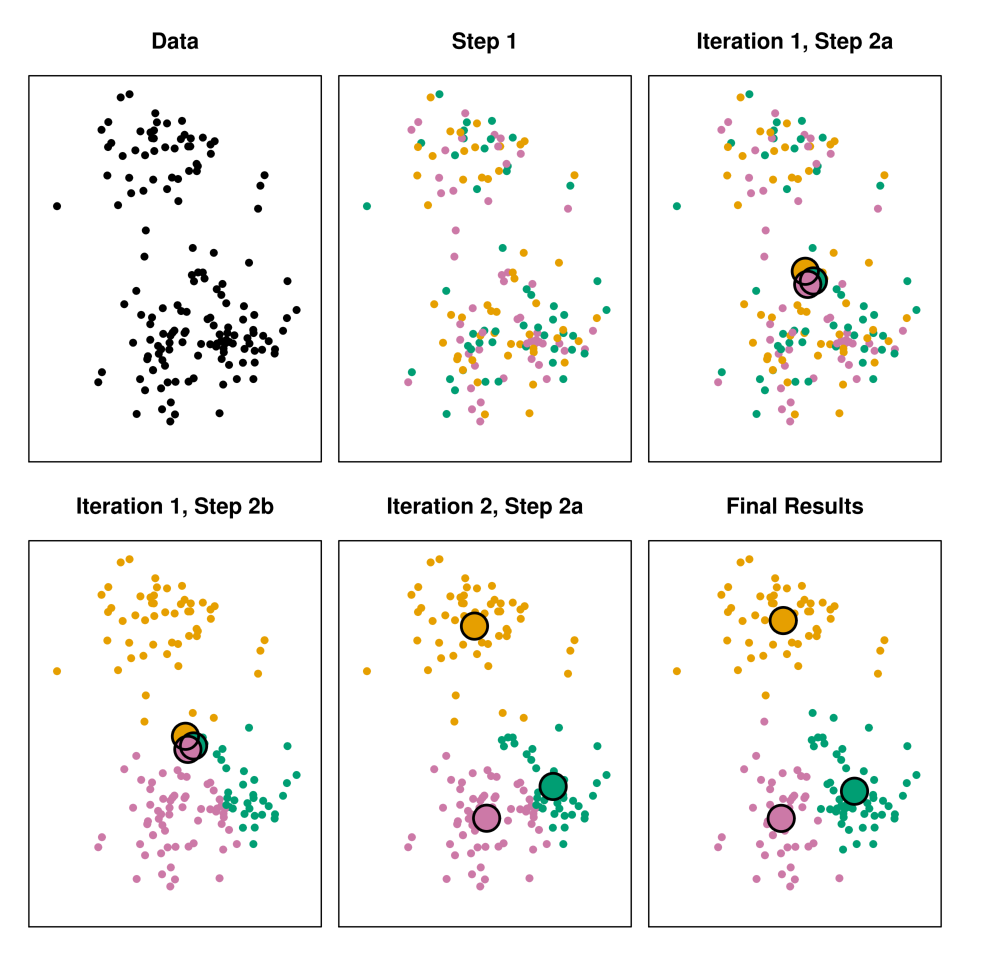 Data
Step 1
Iteration 1, Step 2a
Iteration 1, Step 2b
Iteration 2, Step 2a
Final Results